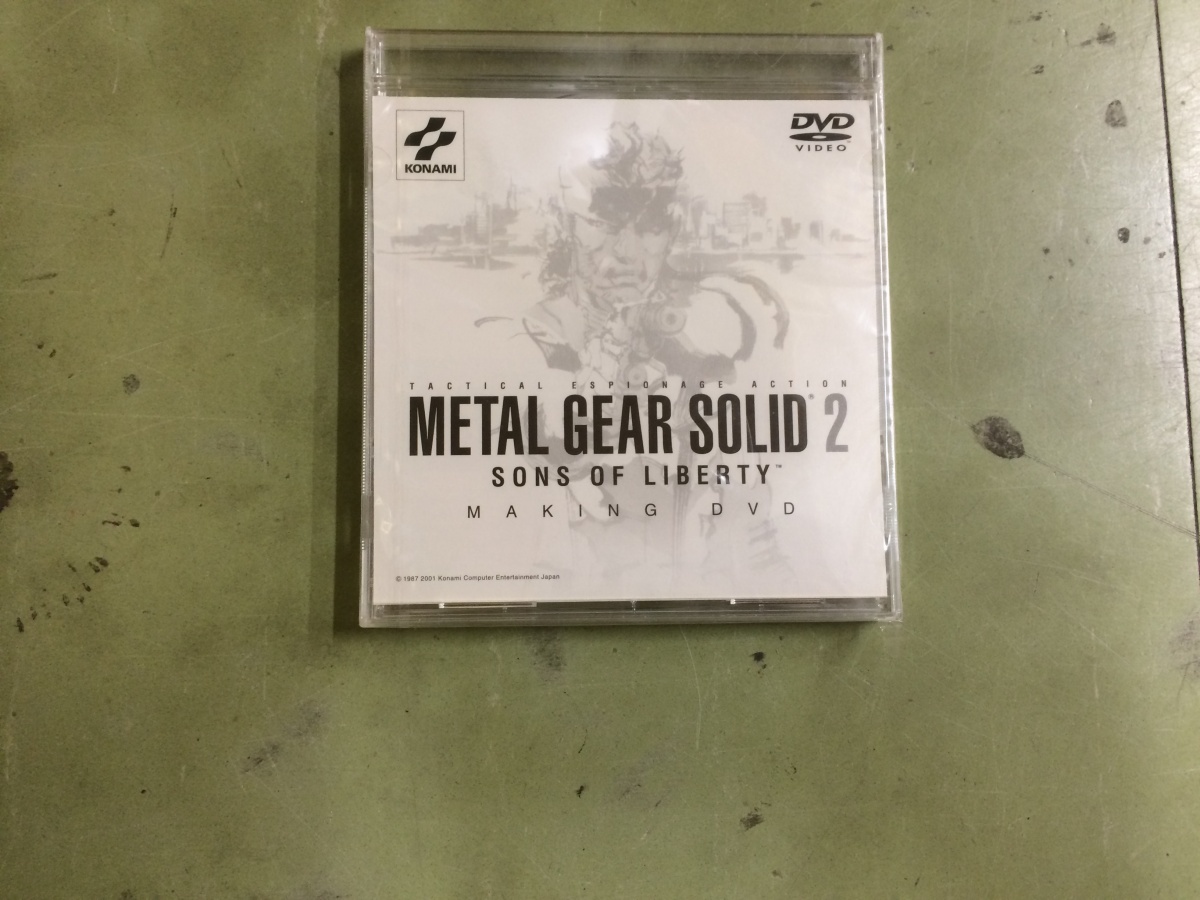 KONAMI
DVD
VIDEO™
TACTICAL ESPIONAGE ACTION
METAL GEAR SOLID® 2
SONS OF LIBERTY™
MAKING DVD
© 1987 2001 Konami Computer Entertainment Japan